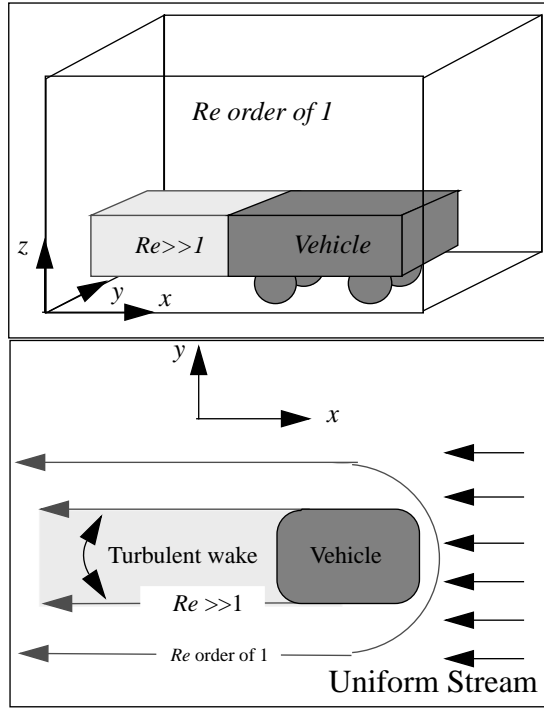 Re order of 1
Re>>1
Vehicle
z
y
x
y
x
Turbulent wake
Vehicle
Re >>1
Re order of 1
Uniform Stream